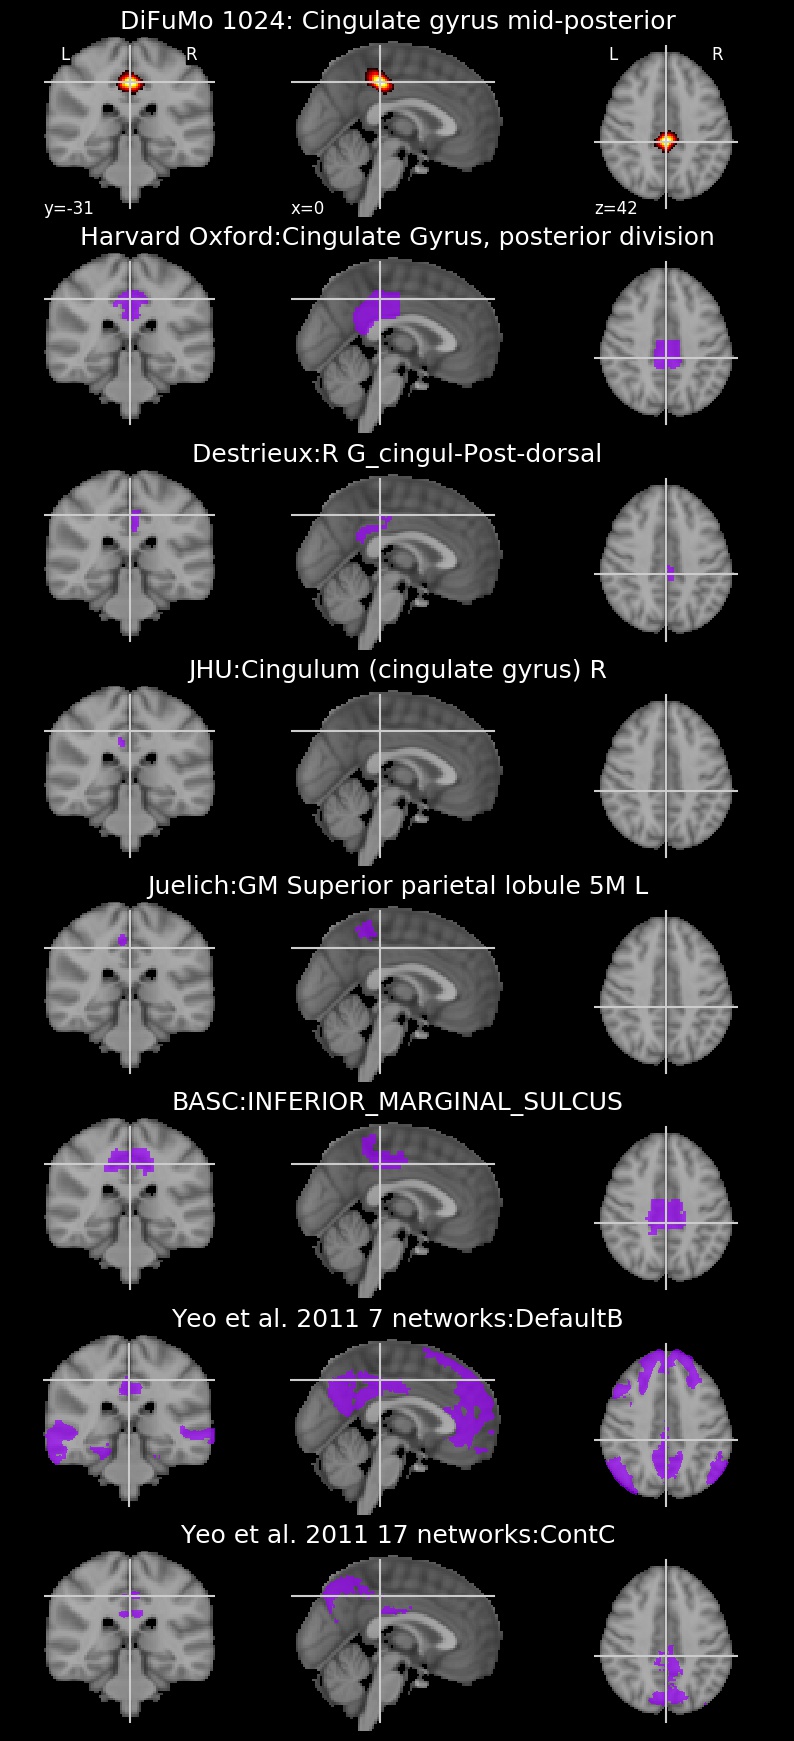 DiFuMo 1024: Cingulate gyrus mid-posterior
L R L R
y=-31 x=0 z=42
Harvard Oxford:Cingulate Gyrus, posterior division
Destrieux:R G_cingul-Post-dorsal
JHU:Cingulum (cingulate gyrus) R
Juelich:GM Superior parietal lobule 5M L
BASC:INFERIOR_MARGINAL_SULCUS
Yeo et al. 2011 7 networks:DefaultB
Yeo et al. 2011 17 networks:ContC